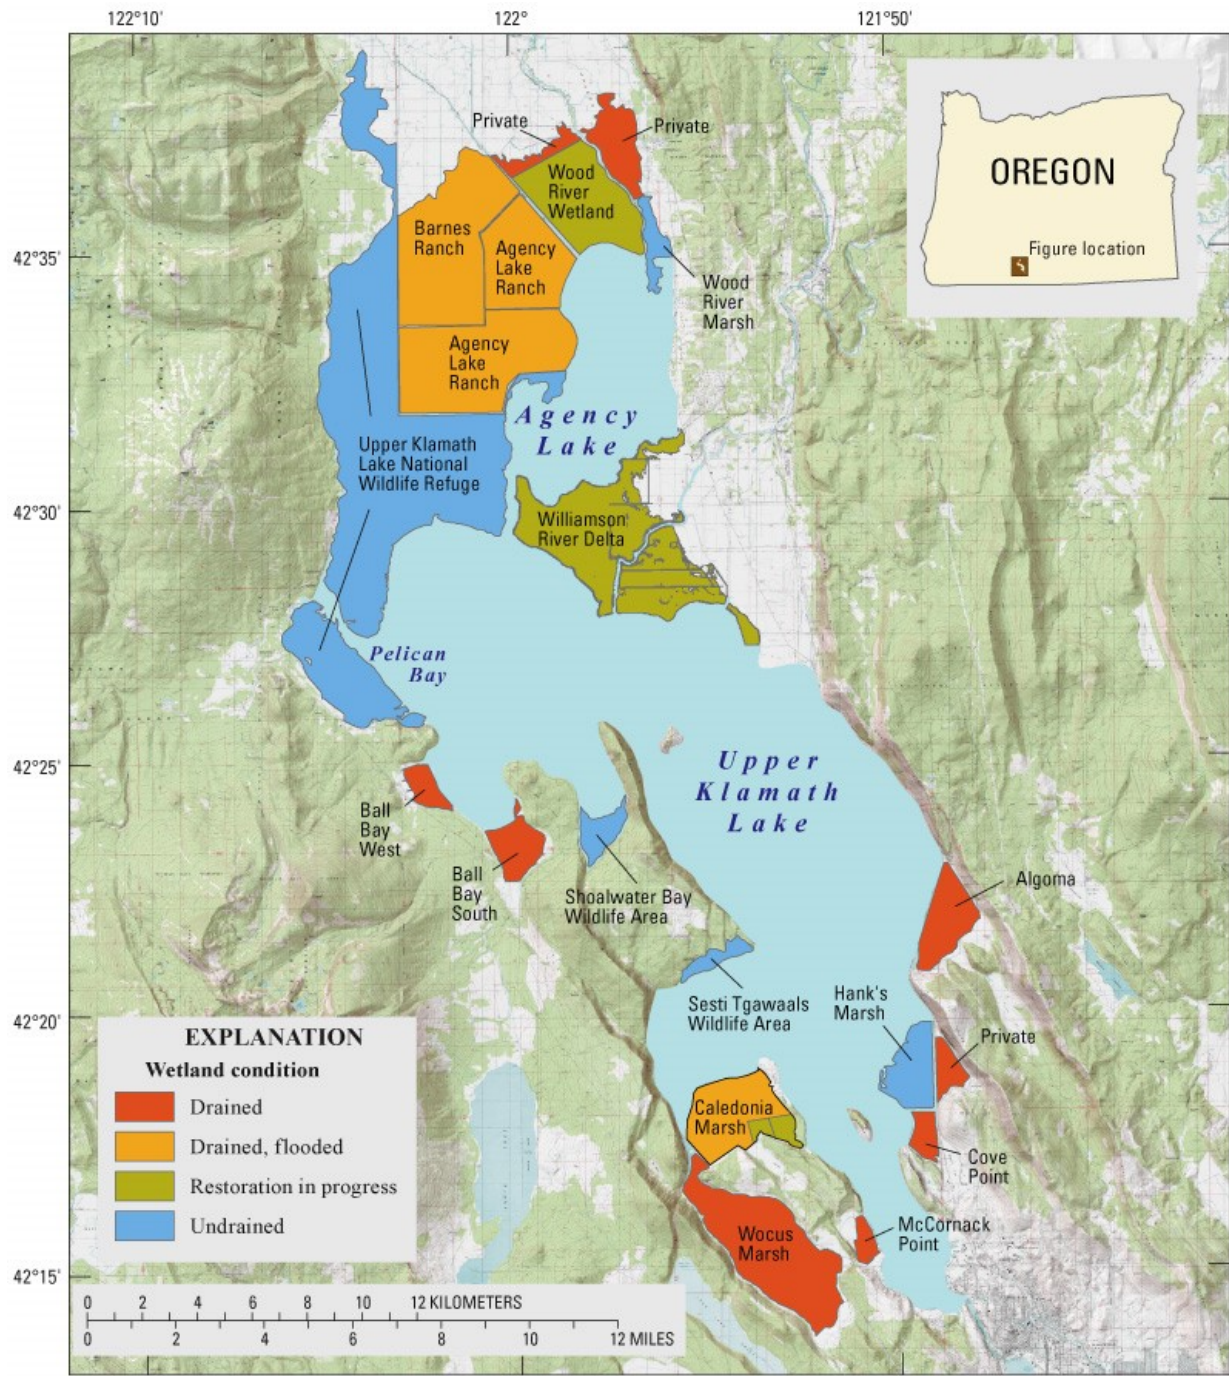 122°10'
122°
121°50'
Private
Private
Wood
River
Wetland
Barnes
Ranch
Agency
Lake
Ranch
Agency
Lake
Ranch
Wood
River
Marsh
OREGON
Figure location
42°35'
Agency
Lake
Upper Klamath
Lake National
Wildlife Refuge
42°30'
Williamson
River Delta
Pelican
Bay
42°25'
Upper
Klamath
Lake
Ball
Bay
West
Ball
Bay
South
Shoalwater Bay
Wildlife Area
Algoma
Sesti Tgawaals
Wildlife Area
Hank's
Marsh
Private
42°20'
Caledonia
Marsh
Cove
Point
McCornack
Point
Wocus
Marsh
42°15'
EXPLANATION
Wetland condition
Drained
Drained, flooded
Restoration in progress
Undrained
0 2 4 6 8 10 12 KILOMETERS
0 2 4 6 8 10 12 MILES
122°10'
122°
121°50'